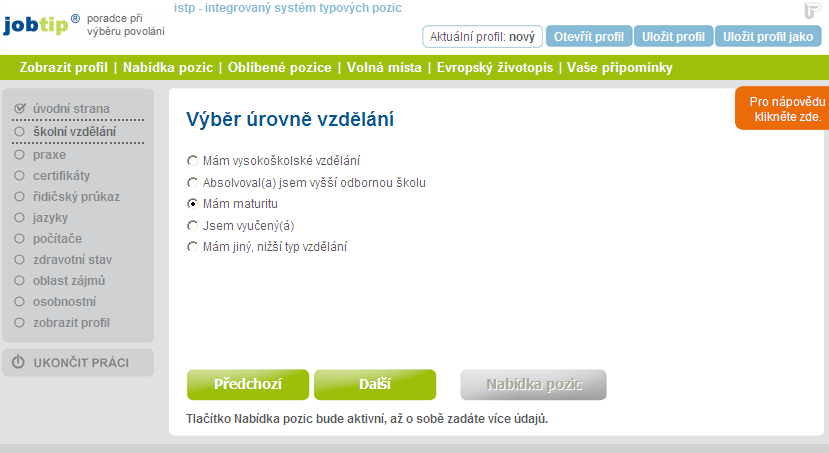 istp - integrovaný systém typových pozic
jobtip® poradce při
výběru povolání
Aktuální profil: nový
Otevřít profil
Uložit profil
Uložit profil jako
Zobrazit profil | Nabídka pozic | Oblíbené pozice | Volná místa | Evropský životopis | Vaše připomínky
úvodní strana
školní vzdělání
praxe
certifikáty
řidičský průkaz
jazyky
počítače
zdravotní stav
oblast zájmů
osobnostní
zobrazit profil
UKONČIT PRÁCI
Výběr úrovně vzdělání
Pro nápovědu
klikněte zde.
Mám vysokoškolské vzdělání
Absolvoval(a) jsem vyšší odbornou školu
Mám maturitu
Jsem vyučený(á)
Mám jiný, nižší typ vzdělání
Předchozí
Další
Nabídka pozic
Tlačítko Nabídka pozic bude aktivní, až o sobě zadáte více údajů.